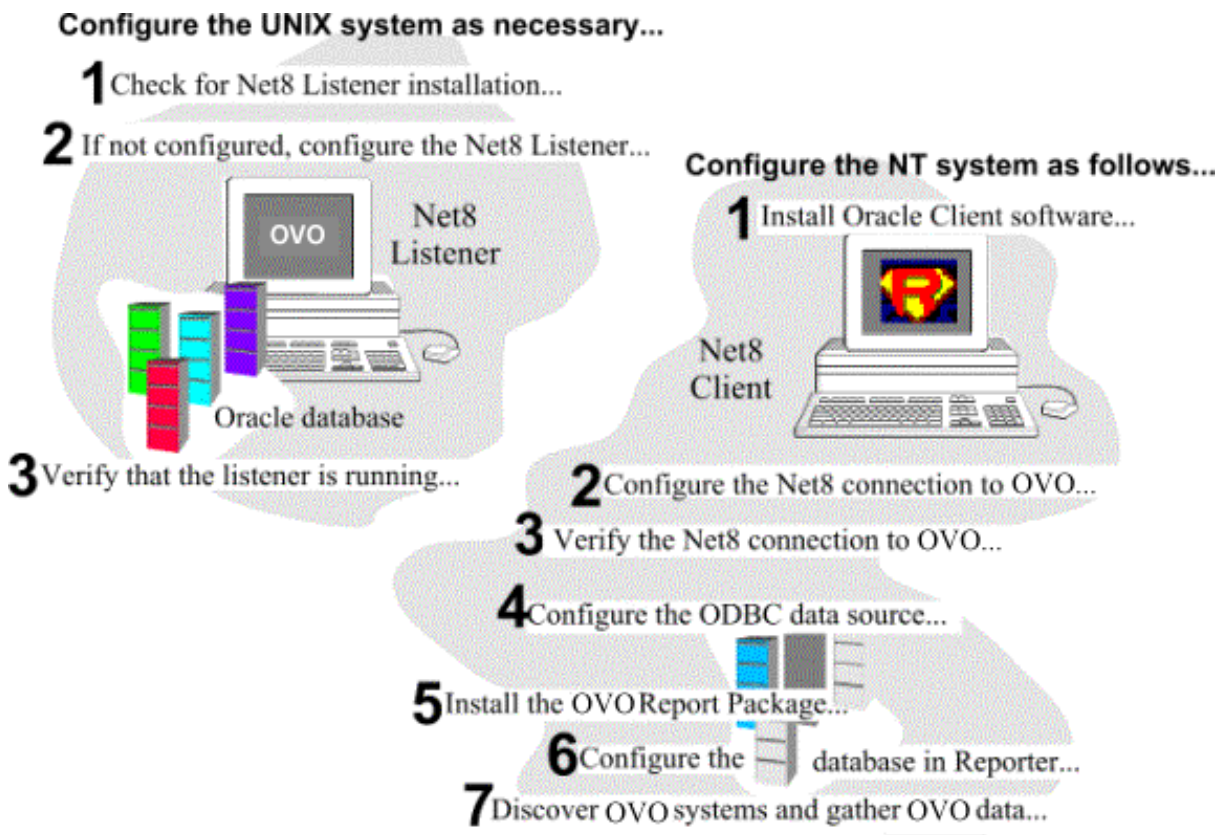 Configure the UNIX system as necessary...
1 Check for Net8 Listener installation...
2 If not configured, configure the Net8 Listener...
OVO
Net8
Listener
Oracle database
3 Verify that the listener is running...
Configure the NT system as follows...
1 Install Oracle Client software...
R
Net8
Client
2 Configure the Net8 connection to OVO...
3 Verify the Net8 connection to OVO...
4 Configure the ODBC data source...
5 Install the OVO Report Package...
6 Configure the database in Reporter...
7 Discover OVO systems and gather OVO data...